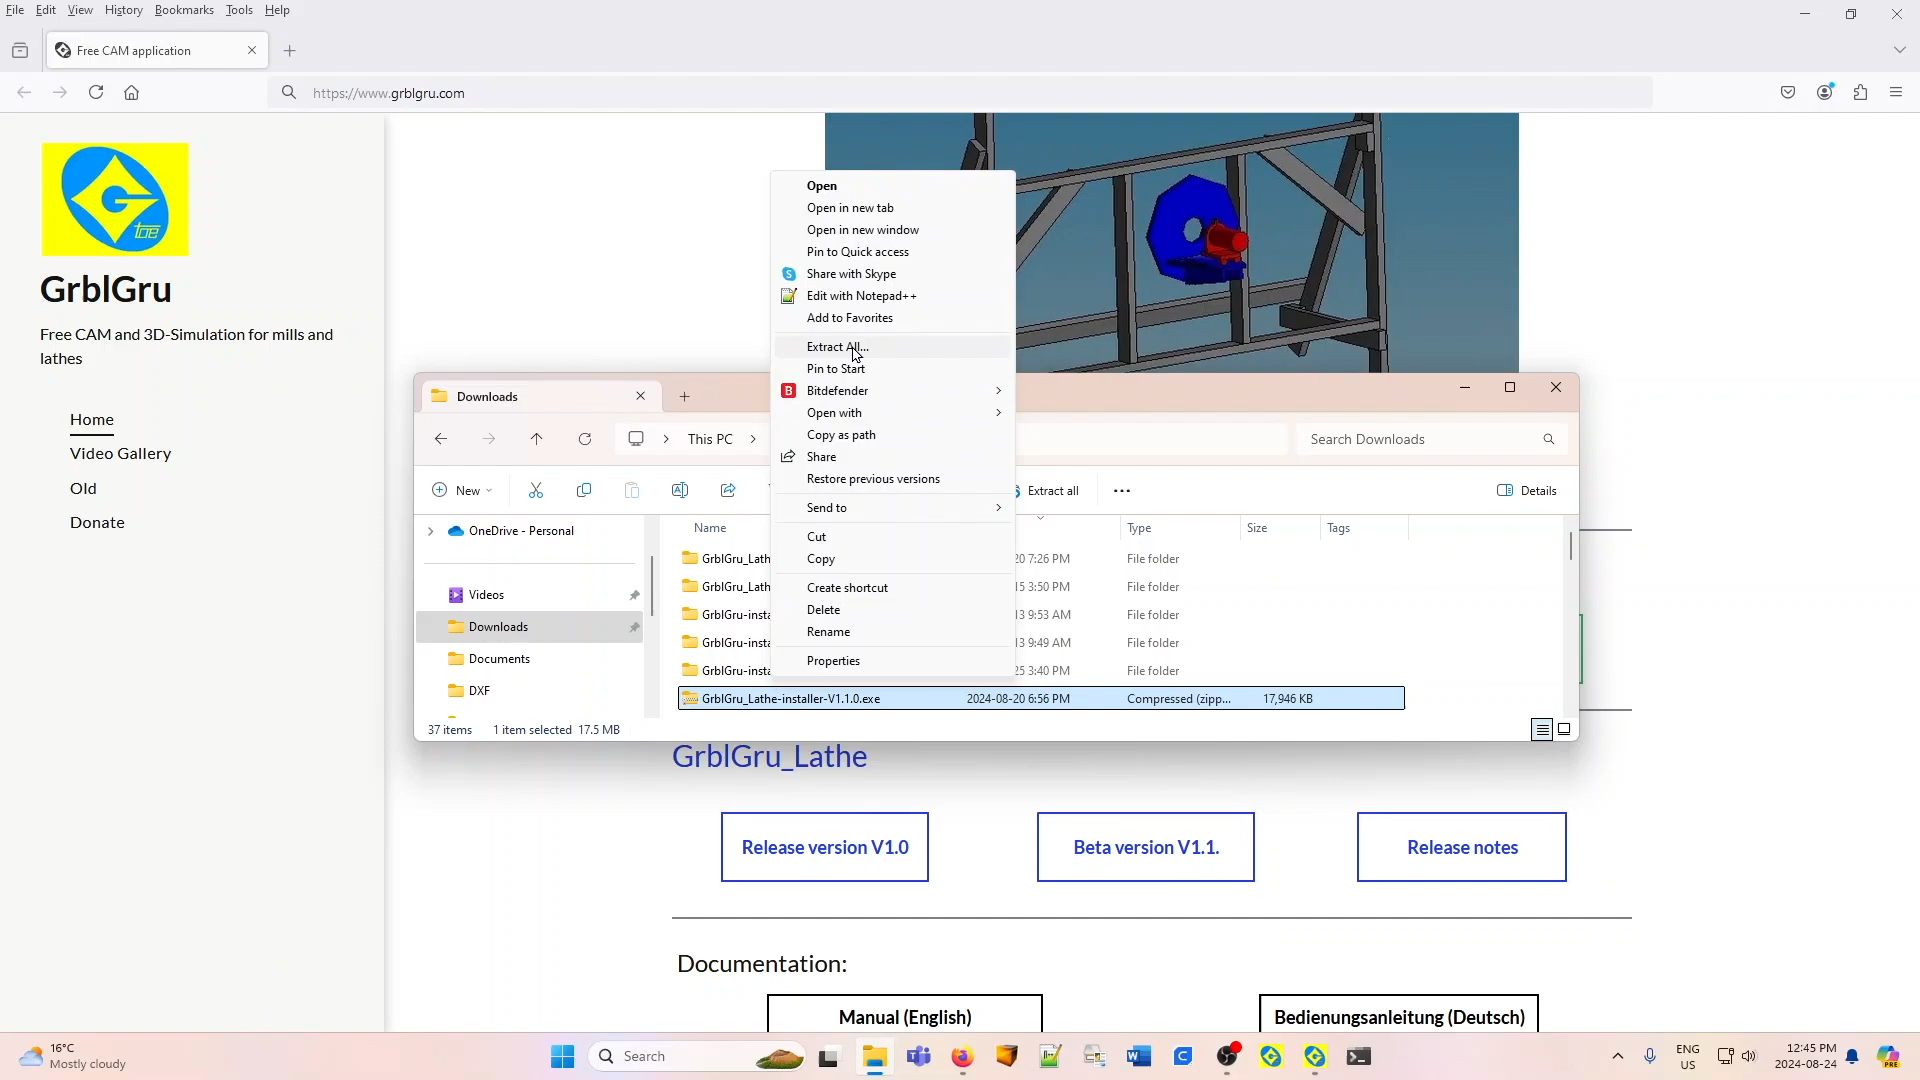 File Edit View History Bookmarks Tools Help
Free CAM application
https://www.grblgru.com
toe
GrblGru
Free CAM and 3D-Simulation for mills and
lathes
Home
Video Gallery
Old
Donate
Open
Open in new tab
Open in new window
Pin to Quick access
Share with Skype
Edit with Notepad++
Add to Favorites
Extract All...
Pin to Start
B Bitdefender
Open with
Copy as path
Share
Restore previous versions
Send to
Cut
Copy
Create shortcut
Delete
Rename
Properties
Downloads
This PC
Search Downloads
New
Extract all
Details
OneDrive - Personal
Videos
Downloads
Documents
DXF
Name Type Size Tags
GrblGru_Lath 20 7:26 PM File folder
GrblGru_Lath 15 3:50 PM File folder
GrblGru-insta 13 9:53 AM File folder
GrblGru-insta 13 9:49 AM File folder
GrblGru-insta 25 3:40 PM File folder
GrblGru_Lathe-installer-V1.1.0.exe 2024-08-20 6:56 PM Compressed (zipp... 17,946 KB
37 items 1 item selected 17.5 MB
GrblGru_Lathe
Release version V1.0
Beta version V1.1.
Release notes
Documentation:
Manual (English)
Bedienungsanleitung (Deutsch)
16°C
Mostly cloudy
Search
ENG
US
12:45 PM
2024-08-24